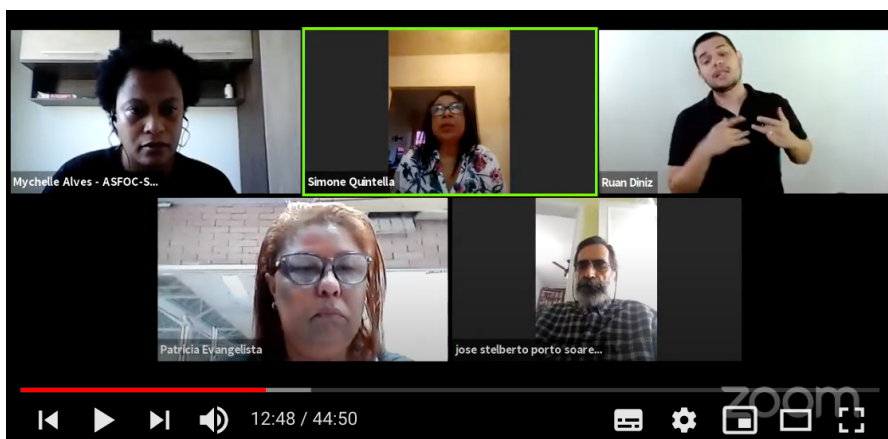 Mychelle Alves - ASFOC-S...
Simone Quintella
Ruan Diniz
Patrícia Evangelista
jose stelberto porto soare...
zoom
12:48 / 44:50